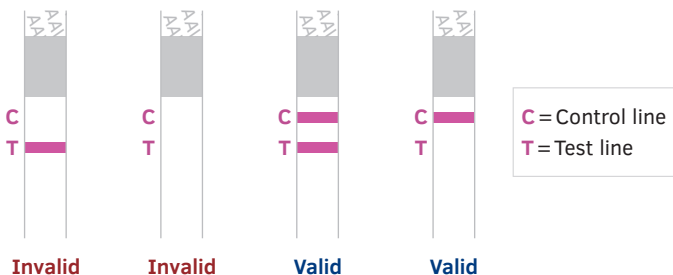 C
T
Invalid
C
T
Invalid
C
T
Valid
C
T
Valid
C = Control line
T = Test line